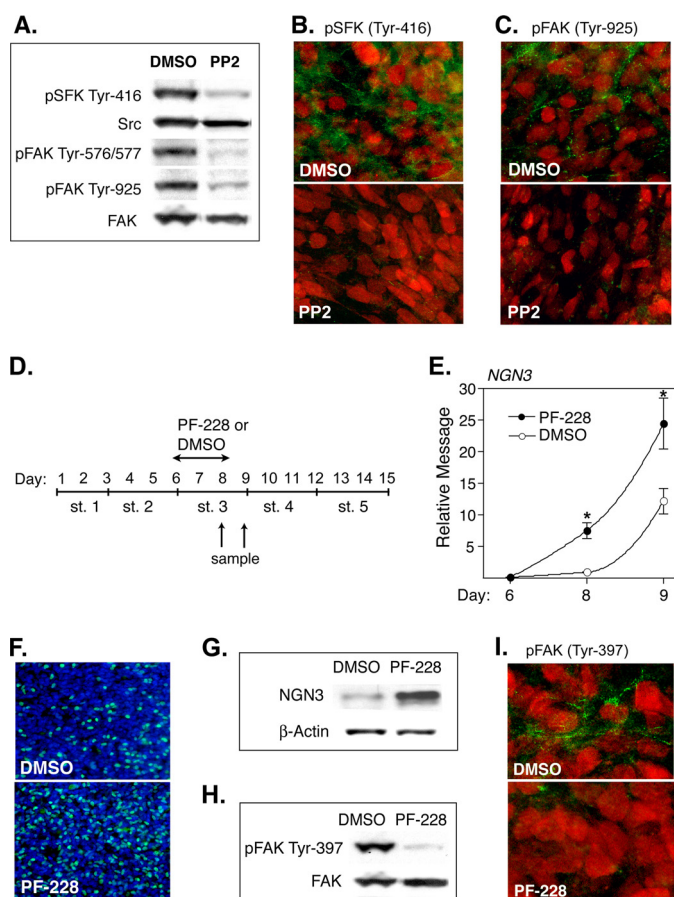 A.
DMSO PP2
pSFK Tyr-416
Src
pFAK Tyr-576/577
pFAK Tyr-925
FAK
B. pSFK (Tyr-416)
DMSO
PP2
C. pFAK (Tyr-925)
DMSO
PP2
D.
PF-228 or
DMSO
Day: 1 2 3 4 5 6 7 8 9 10 11 12 13 14 15
st. 1 st. 2 st. 3 st. 4 st. 5
sample
E. NGN3
Relative Message
30
25
20
15
10
5
PF-228
DMSO
*
*
Day: 6 8 9
F.
DMSO
PF-228
G.
DMSO PF-228
NGN3
β-Actin
H.
DMSO PF-228
pFAK Tyr-397
FAK
I. pFAK (Tyr-397)
DMSO
PF-228